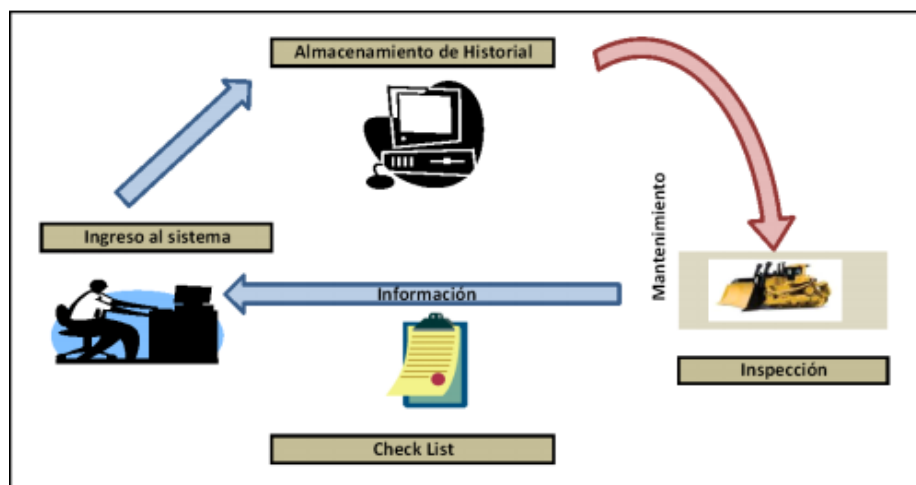 Almacenamiento de Historial
Mantenimiento
Ingreso al sistema
Información
Inspección
Check List